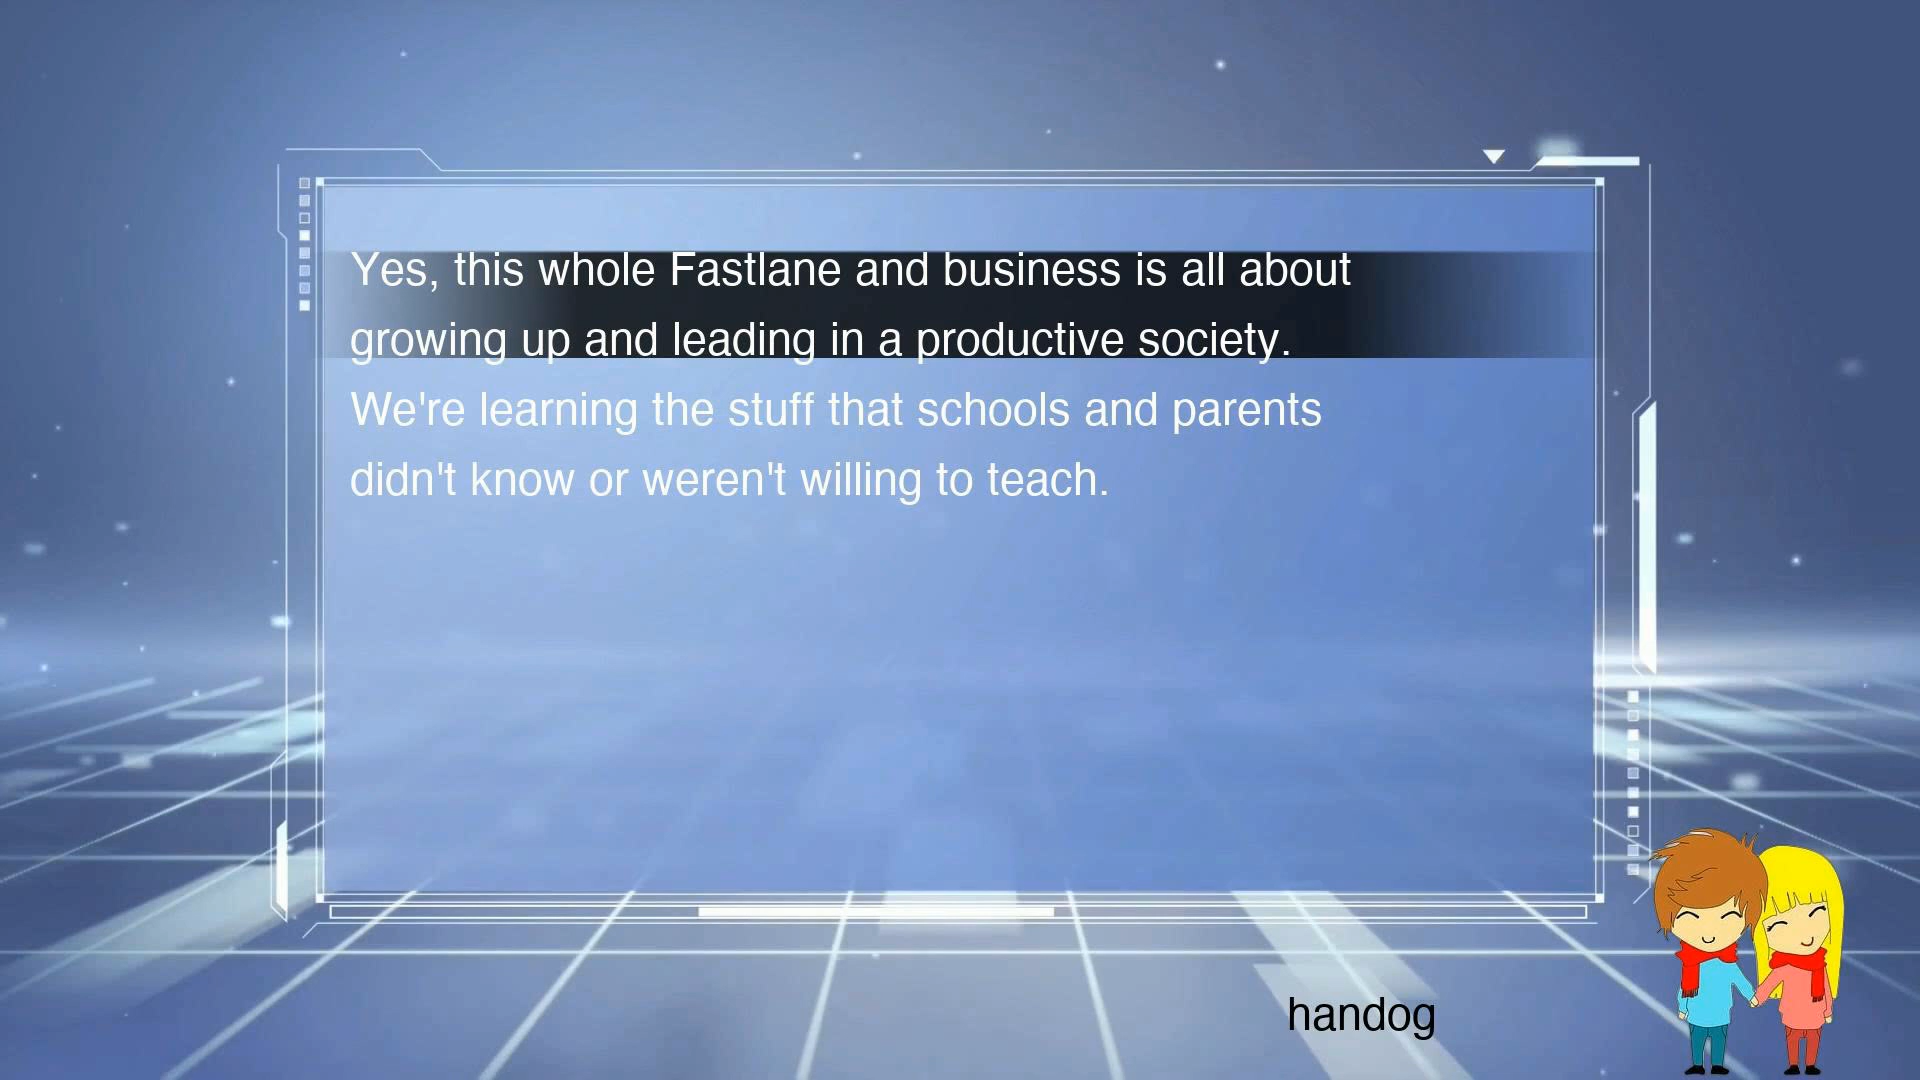 Yes, this whole Fastlane and business is all about
growing up and leading in a productive society.
We're learning the stuff that schools and parents
didn't know or weren't willing to teach.
handog